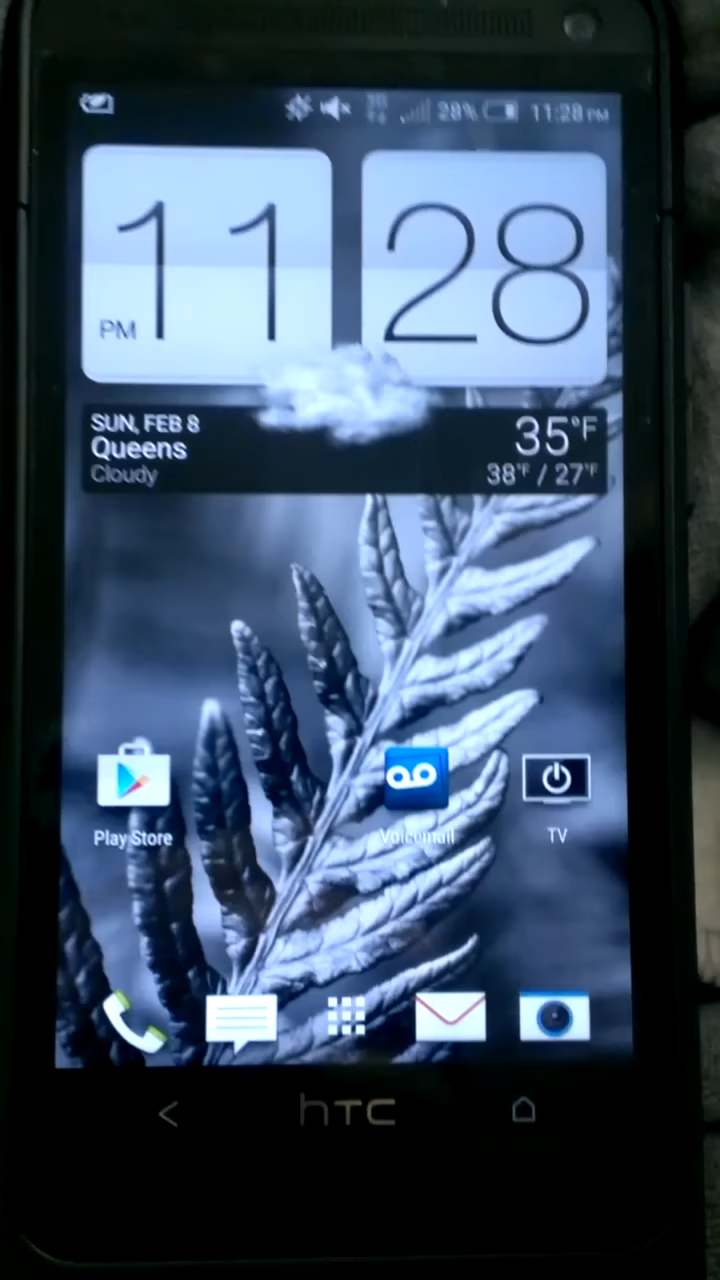 28% 11:28 PM
11 28
PM
SUN, FEB 8 35°F
Queens
Cloudy 38°F / 27°F
Play Store Voicemail TV
hTC